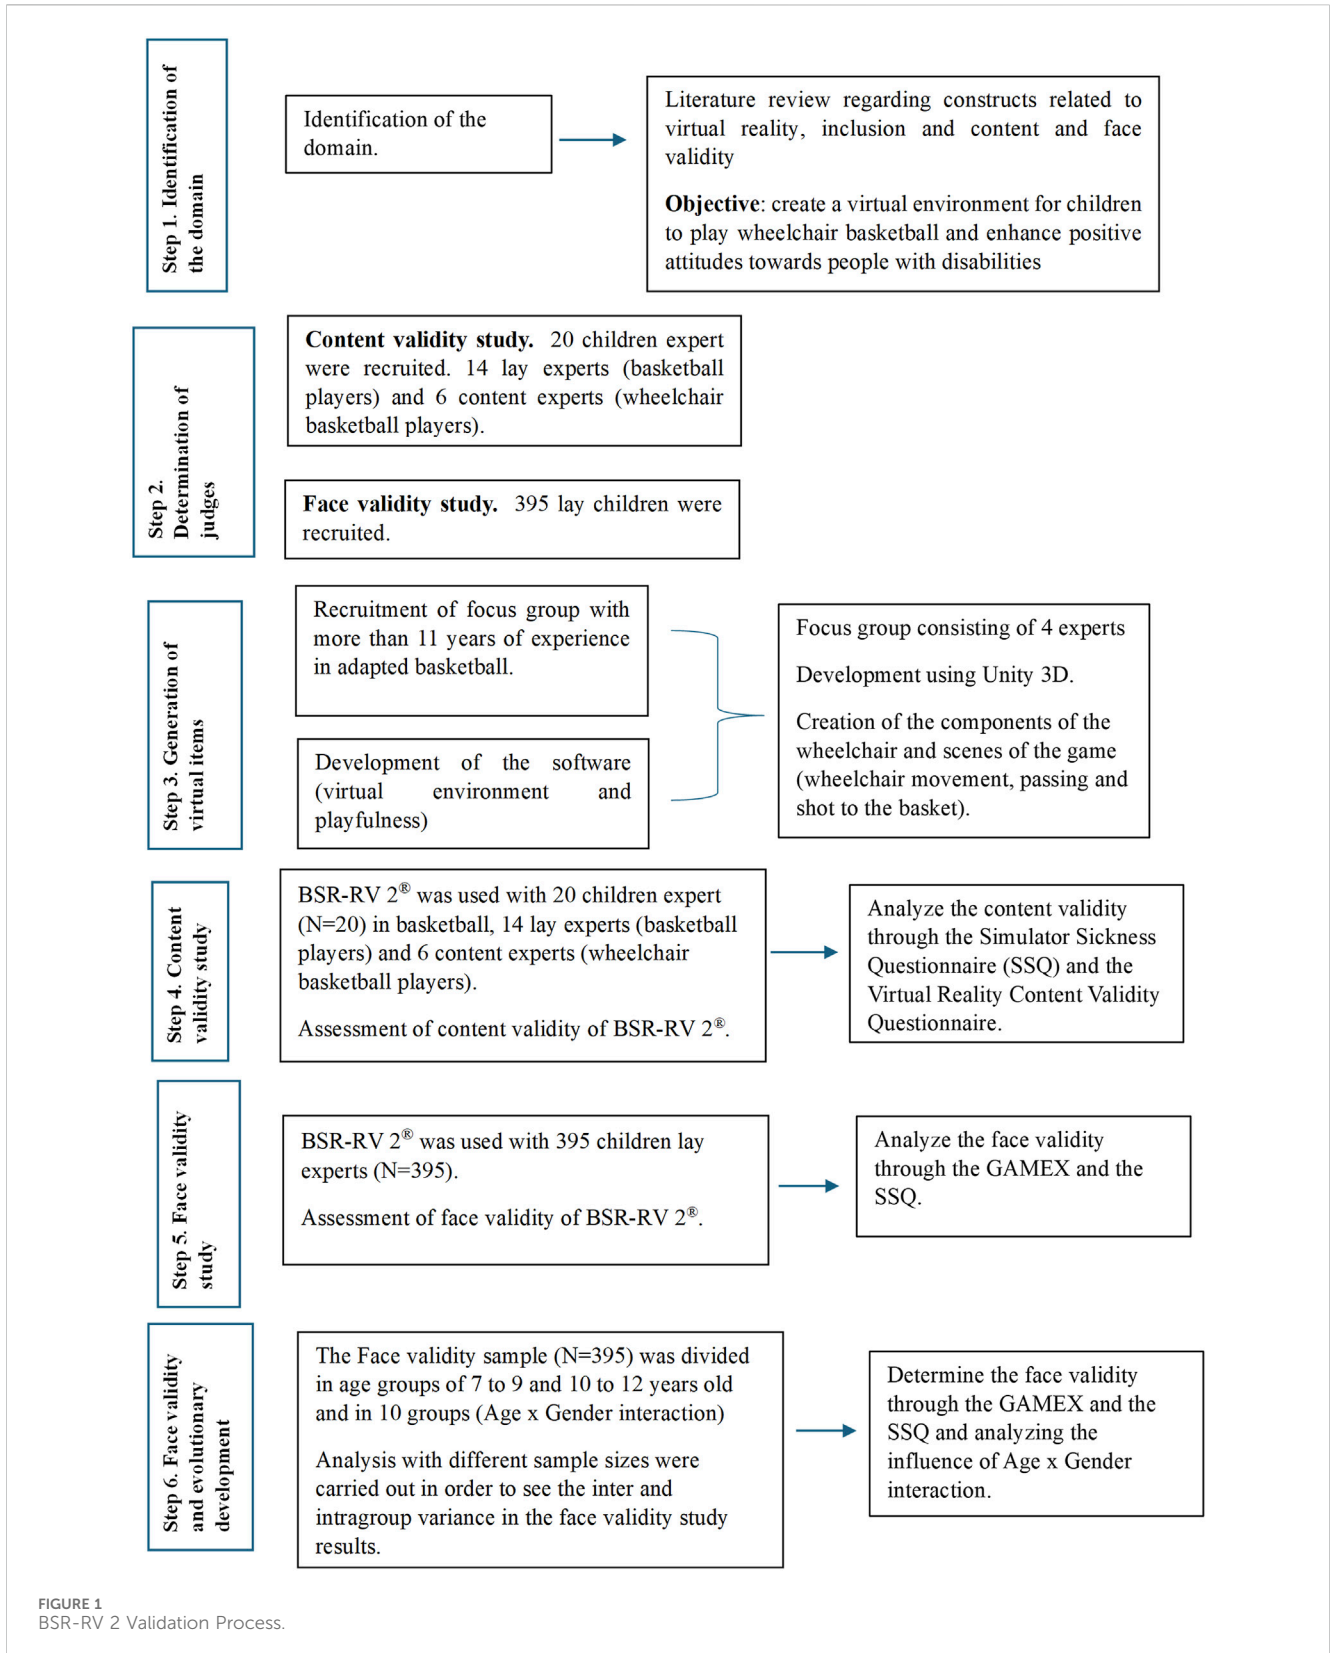 Step 1. Identification of
the domain
Identification of the
domain.
Literature review regarding constructs related to
virtual reality, inclusion and content and face
validity
Objective: create a virtual environment for children
to play wheelchair basketball and enhance positive
attitudes towards people with disabilities
Step 2.
Determination of
judges
Content validity study. 20 children expert
were recruited. 14 lay experts (basketball
players) and 6 content experts (wheelchair
basketball players).
Face validity study. 395 lay children were
recruited.
Step 3. Generation of
virtual items
Recruitment of focus group with
more than 11 years of experience
in adapted basketball.
Development of the software
(virtual environment and
playfulness)
Focus group consisting of 4 experts
Development using Unity 3D.
Creation of the components of the
wheelchair and scenes of the game
(wheelchair movement, passing and
shot to the basket).
Step 4. Content
validity study
BSR-RV 2® was used with 20 children expert
(N=20) in basketball, 14 lay experts (basketball
players) and 6 content experts (wheelchair
basketball players).
Assessment of content validity of BSR-RV 2®.
Analyze the content validity
through the Simulator Sickness
Questionnaire (SSQ) and the
Virtual Reality Content Validity
Questionnaire.
Step 5. Face validity
study
BSR-RV 2® was used with 395 children lay
experts (N=395).
Assessment of face validity of BSR-RV 2®.
Analyze the face validity
through the GAMEX and the
SSQ.
Step 6. Face validity
and evolutionary
development
The Face validity sample (N=395) was divided
in age groups of 7 to 9 and 10 to 12 years old
and in 10 groups (Age x Gender interaction)
Analysis with different sample sizes were
carried out in order to see the inter and
intragroup variance in the face validity study
results.
Determine the face validity
through the GAMEX and the
SSQ and analyzing the
influence of Age x Gender
interaction.
FIGURE 1
BSR-RV 2 Validation Process.